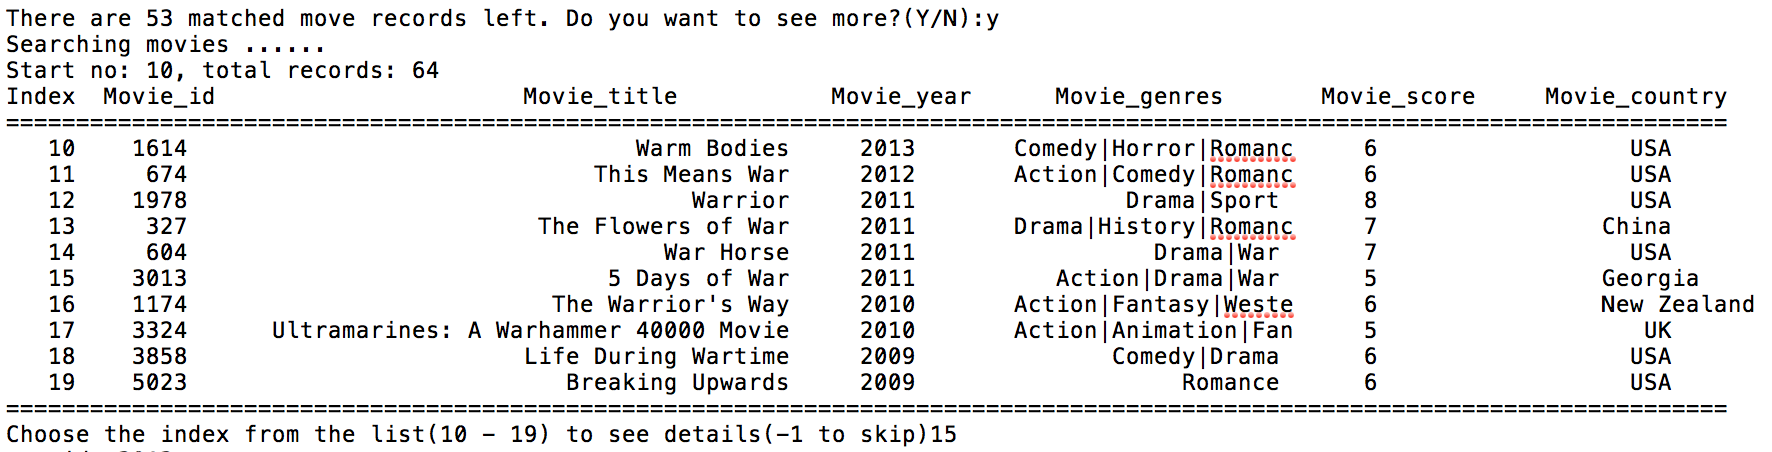 There are 53 matched move records left. Do you want to see more?(Y/N):y
Searching movies ......
Start no: 10, total records: 64
Index  Movie_id                      Movie_title           Movie_year      Movie_genres       Movie_score     Movie_country
===========================================================================================================================
10    1614    Warm Bodies    2013    Comedy|Horror|Romanc    6    USA
11    674    This Means War    2012    Action|Comedy|Romanc    6    USA
12    1978    Warrior    2011    Drama|Sport    8    USA
13    327    The Flowers of War    2011    Drama|History|Romanc    7    China
14    604    War Horse    2011    Drama|War    7    USA
15    3013    5 Days of War    2011    Action|Drama|War    5    Georgia
16    1174    The Warrior's Way    2010    Action|Fantasy|Weste    6    New Zealand
17    3324    Ultramarines: A Warhammer 40000 Movie    2010    Action|Animation|Fan    5    UK
18    3858    Life During Wartime    2009    Comedy|Drama    6    USA
19    5023    Breaking Upwards    2009    Romance    6    USA
===========================================================================================================================
Choose the index from the list(10 - 19) to see details(-1 to skip)15